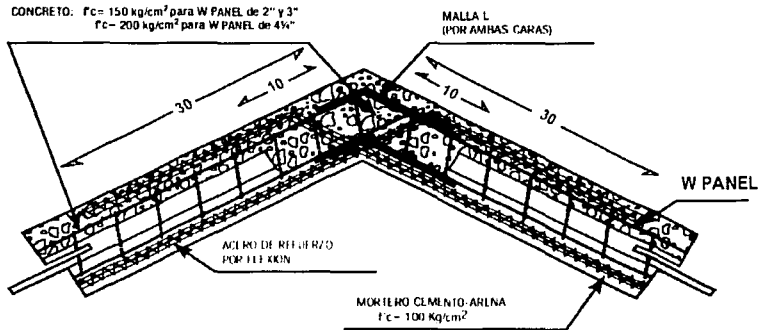 CONCRETO: f'c= 150 kg/cm² para W PANEL de 2" y 3"
f'c= 200 kg/cm² para W PANEL de 4¼"
MALLA L
(POR AMBAS CARAS)
30
10
10
30
W PANEL
ACERO DE REFUERZO
POR FLEXION
MORTERO CEMENTO-ARENA
f'c= 100 Kg/cm²